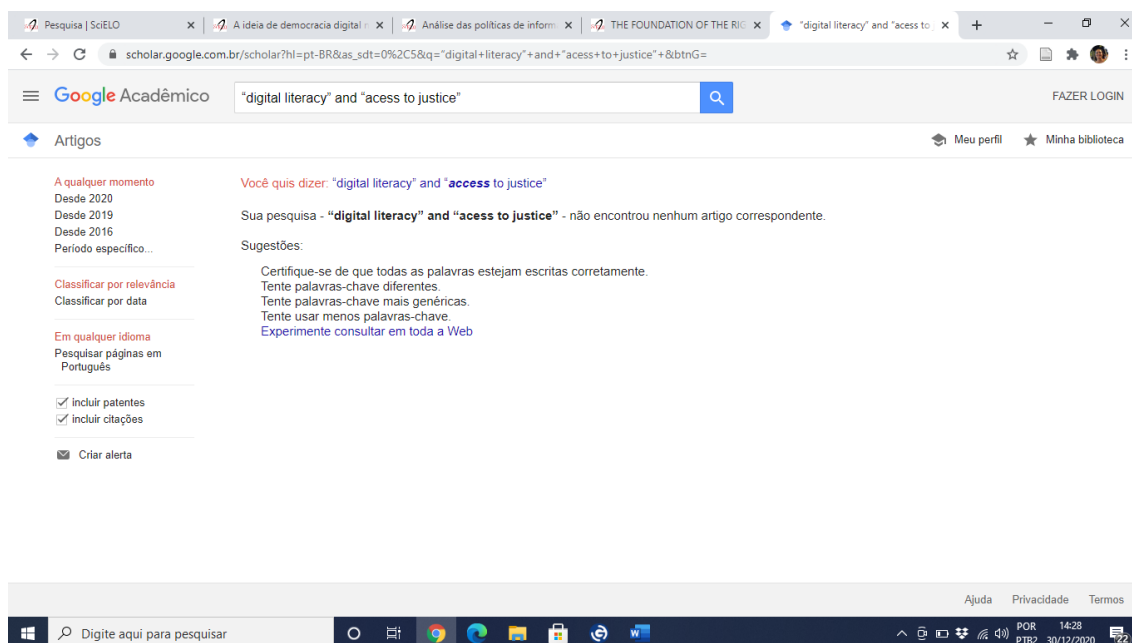 Pesquisa | SciELO
A ideia de democracia digital n
Análise das políticas de inform
THE FOUNDATION OF THE RIG
"digital literacy" and "acess to j
scholar.google.com.br/scholar?hl=pt-BR&as_sdt=0%2C5&q="digital+literacy"+and+"acess+to+justice"+&btnG=
Google Acadêmico
"digital literacy" and "acess to justice"
FAZER LOGIN
Artigos
Meu perfil
Minha biblioteca
A qualquer momento
Desde 2020
Desde 2019
Desde 2016
Período específico...
Classificar por relevância
Classificar por data
Em qualquer idioma
Pesquisar páginas em
Português
incluir patentes
incluir citações
Criar alerta
Você quis dizer: "digital literacy" and "access to justice"
Sua pesquisa - "digital literacy" and "acess to justice" - não encontrou nenhum artigo correspondente.
Sugestões:
Certifique-se de que todas as palavras estejam escritas corretamente.
Tente palavras-chave diferentes.
Tente palavras-chave mais genéricas.
Tente usar menos palavras-chave.
Experimente consultar em toda a Web
Ajuda Privacidade Termos
Digite aqui para pesquisar
POR
PTB2
14:28
30/12/2020
22